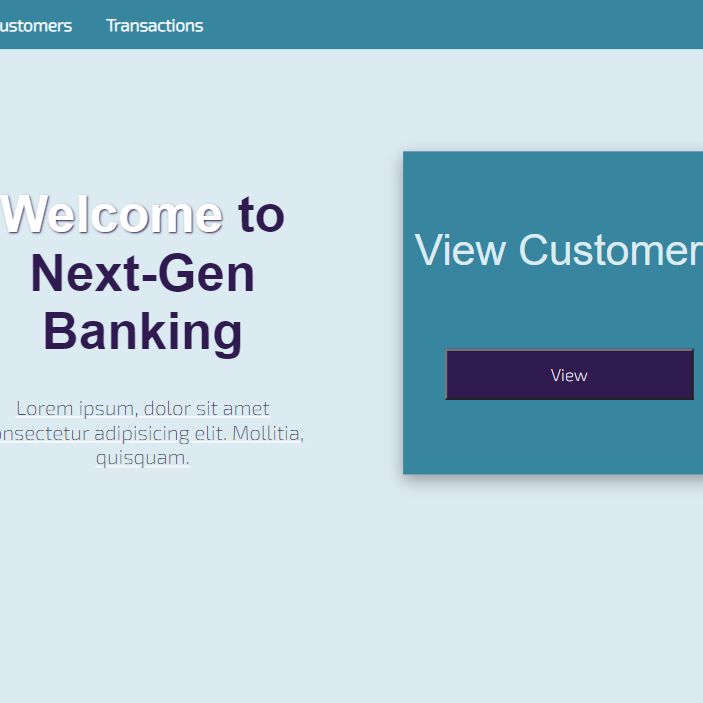 ustomers Transactions
Welcome to
Next-Gen
Banking
Lorem ipsum, dolor sit amet
onsectetur adipisicing elit. Mollitia,
quisquam.
View Customer
View